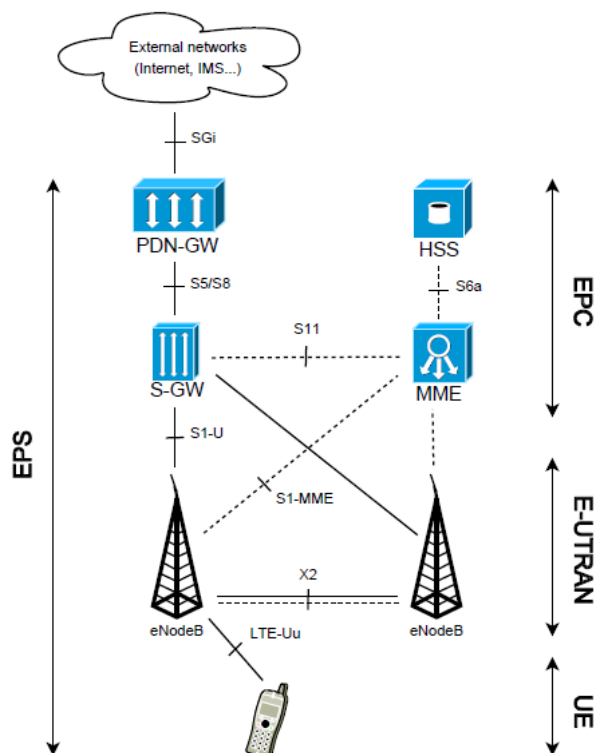 External networks
(Internet, IMS...)
SGi
PDN-GW
HSS
S5/S8
S6a
EPC
S11
S-GW
MME
EPS
S1-U
S1-MME
E-UTRAN
X2
eNodeB
eNodeB
LTE-Uu
UE